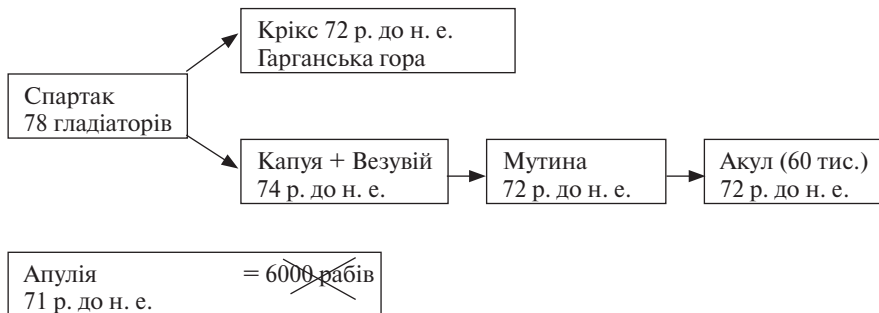 Крікс 72 р. до н. е.
Гарганська гора
Спартак
78 гладіаторів
Капуя + Везувій
74 р. до н. е.
Мутина
72 р. до н. е.
Акул (60 тис.)
72 р. до н. е.
Апулія = 6000 рабів
71 р. до н. е.